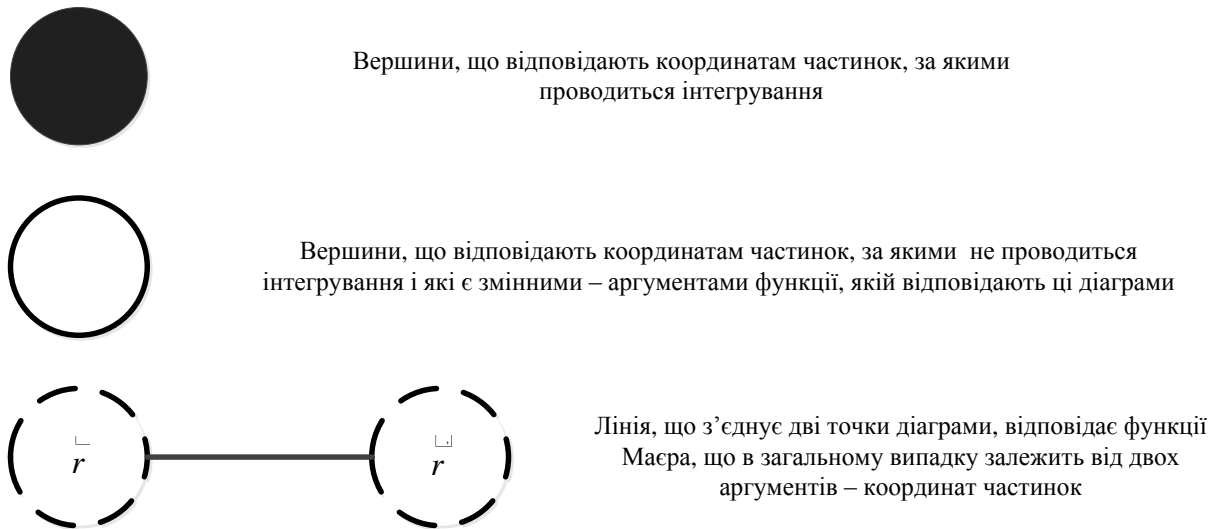 Вершини, що відповідають координатам частинок, за якими
проводиться інтегрування
Вершини, що відповідають координатам частинок, за якими не проводиться
інтегрування і які є змінними – аргументами функції, якій відповідають ці діаграми
r
r
Лінія, що з’єднує дві точки діаграми, відповідає функції
Маєра, що в загальному випадку залежить від двох
аргументів – координат частинок